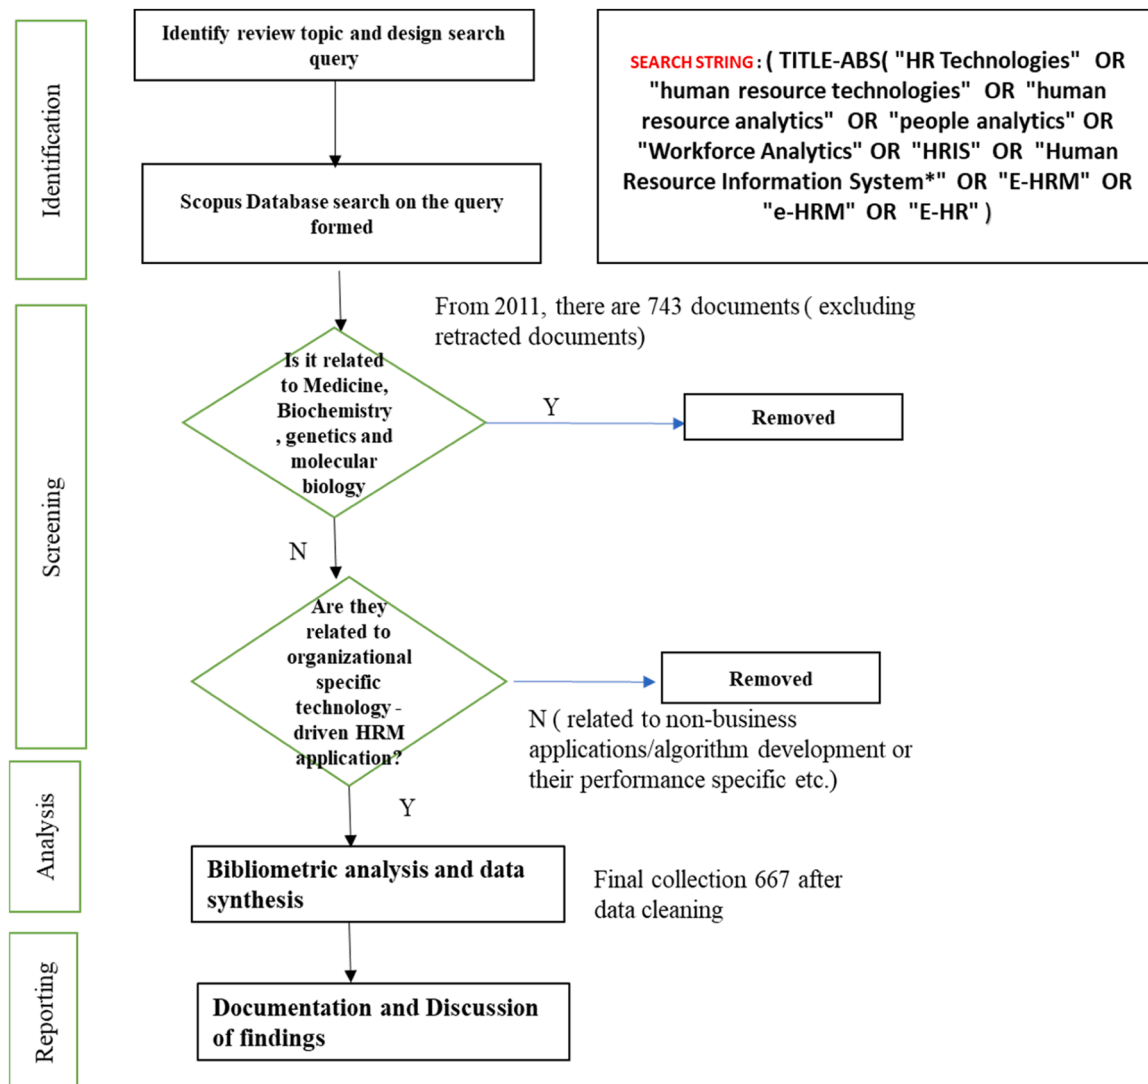 Identification
Identify review topic and design search
query
Scopus Database search on the query
formed
SEARCH STRING : ( TITLE-ABS( "HR Technologies" OR
"human resource technologies" OR "human
resource analytics" OR "people analytics" OR
"Workforce Analytics" OR "HRIS" OR "Human
Resource Information System*" OR "E-HRM" OR
"e-HRM" OR "E-HR" )
Screening
From 2011, there are 743 documents ( excluding
retracted documents)
Is it related
to Medicine,
Biochemistry
, genetics and
molecular
biology
Y
Removed
N
Are they
related to
organizational
specific
technology -
driven HRM
application?
Removed
N ( related to non-business
applications/algorithm development or
their performance specific etc.)
Y
Analysis
Bibliometric analysis and data
synthesis
Final collection 667 after
data cleaning
Reporting
Documentation and Discussion
of findings